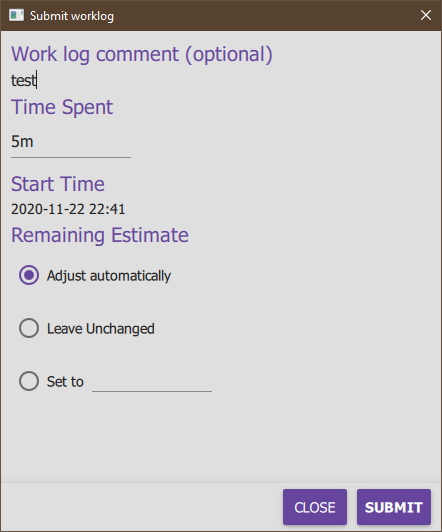 Submit worklog
Work log comment (optional)
test
Time Spent
5m
Start Time
2020-11-22 22:41
Remaining Estimate
Adjust automatically
Leave Unchanged
Set to
CLOSE SUBMIT